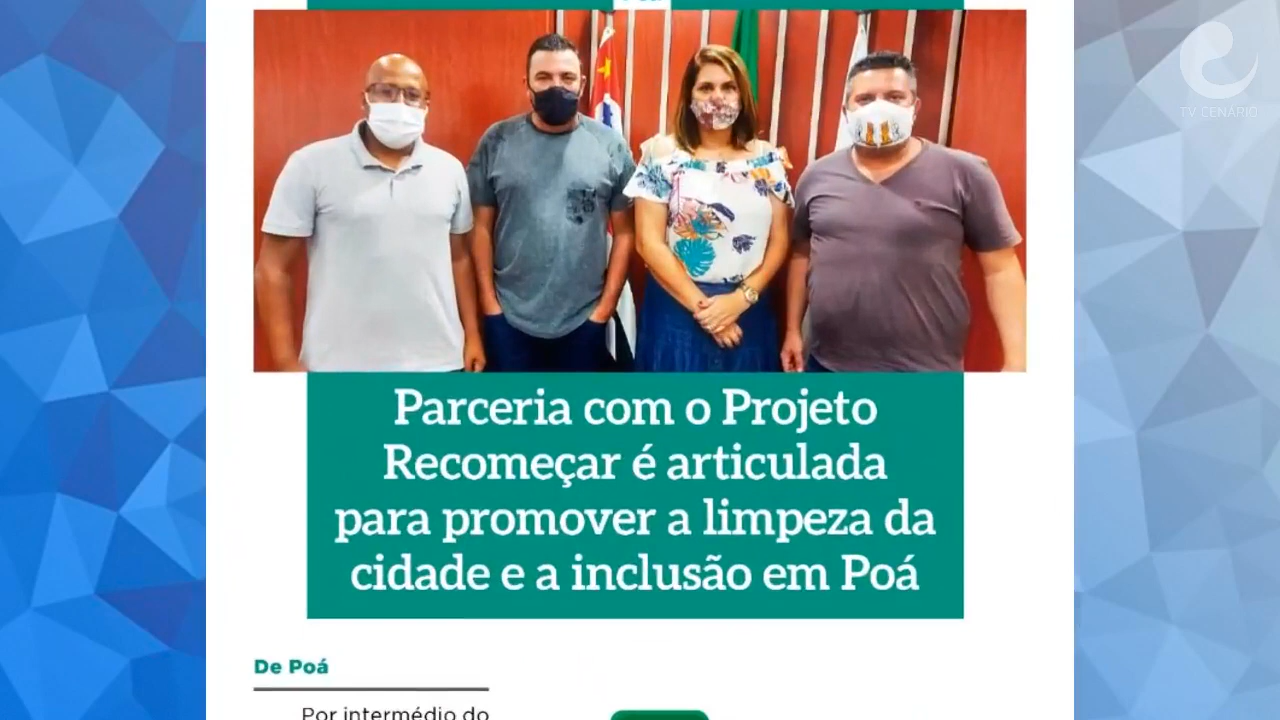 TV CENÁRIO
Parceria com o Projeto
Recomeçar é articulada
para promover a limpeza da
cidade e a inclusão em Poá
De Poá
Por intermédio do